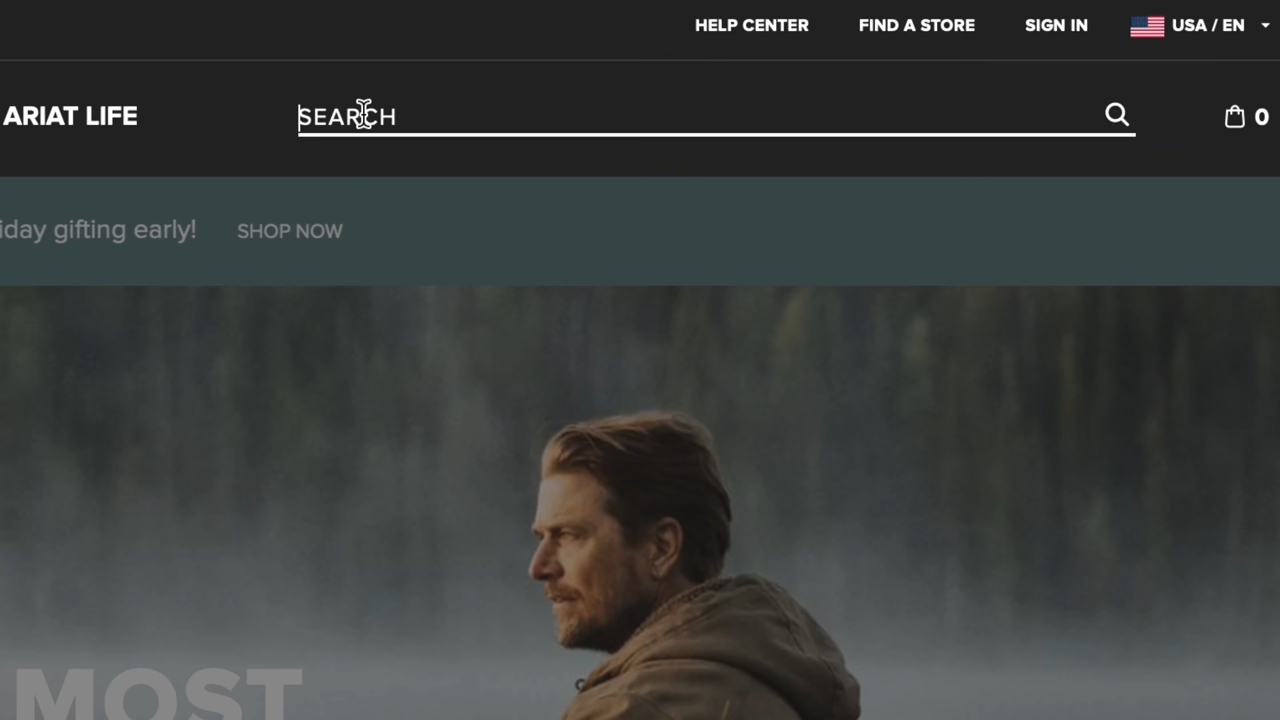 HELP CENTER FIND A STORE SIGN IN USA / EN
ARIAT LIFE SEARCH 0
iday gifting early! SHOP NOW
MOST